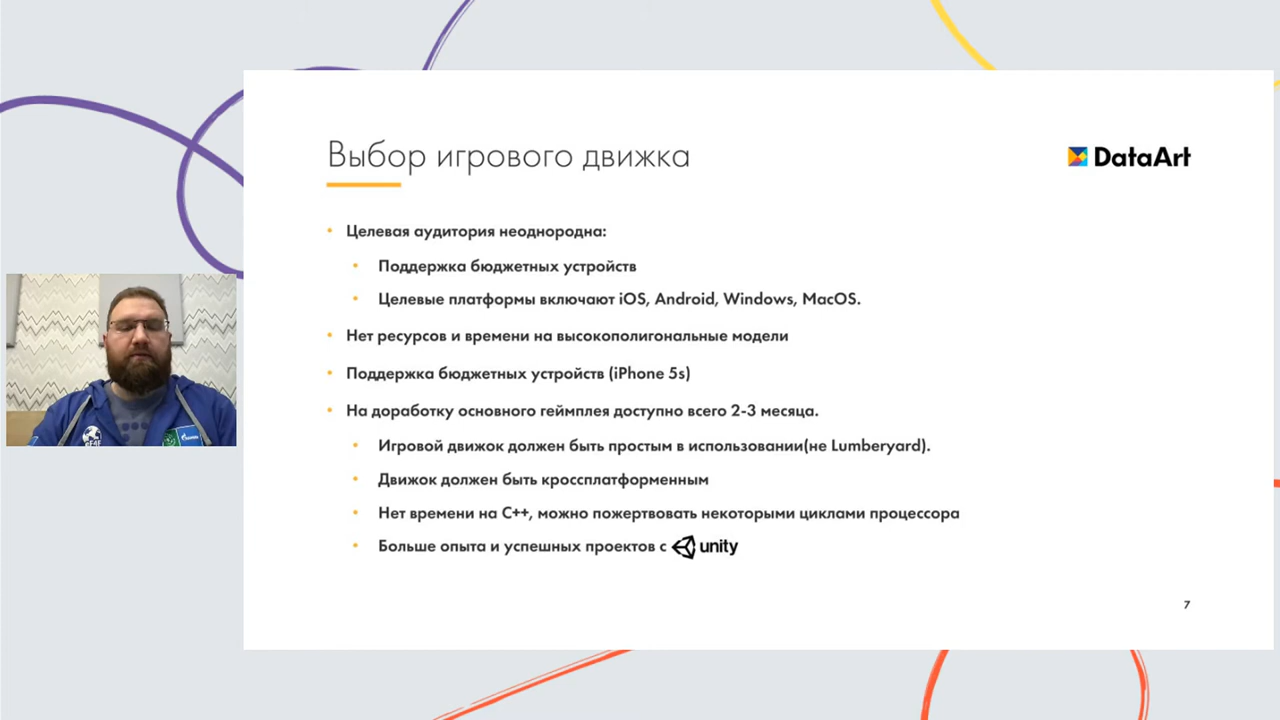 Выбор игрового движка
DataArt
Целевая аудитория неоднородна:
Поддержка бюджетных устройств
Целевые платформы включают iOS, Android, Windows, MacOS.
Нет ресурсов и времени на высокополигональные модели
Поддержка бюджетных устройств (iPhone 5s)
На доработку основного геймплея доступно всего 2-3 месяца.
Игровой движок должен быть простым в использовании(не Lumberyard).
Движок должен быть кроссплатформенным
Нет времени на C++, можно пожертвовать некоторыми циклами процессора
Больше опыта и успешных проектов с unity
7